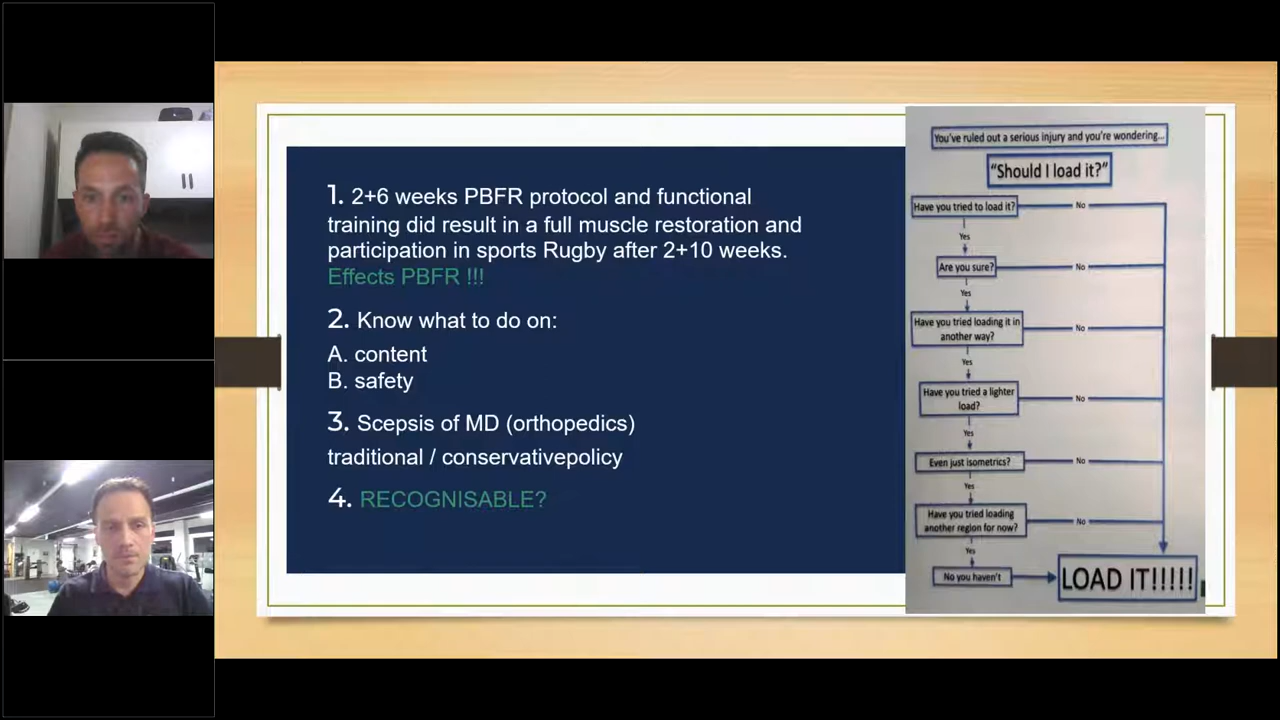 1. 2+6 weeks PBFR protocol and functional
training did result in a full muscle restoration and
participation in sports Rugby after 2+10 weeks.
Effects PBFR !!!
2. Know what to do on:
A. content
B. safety
3. Scepsis of MD (orthopedics)
traditional / conservativepolicy
4. RECOGNISABLE?
You've ruled out a serious injury and you're wondering...
"Should I load it?"
Have you tried to load it?
No
Yes
Are you sure?
No
Yes
Have you tried loading it in
another way?
No
Yes
Have you tried a lighter
load?
No
Yes
Even just isometrics?
No
Yes
Have you tried loading
another region for now?
No
Yes
No you haven't
LOAD IT!!!!!